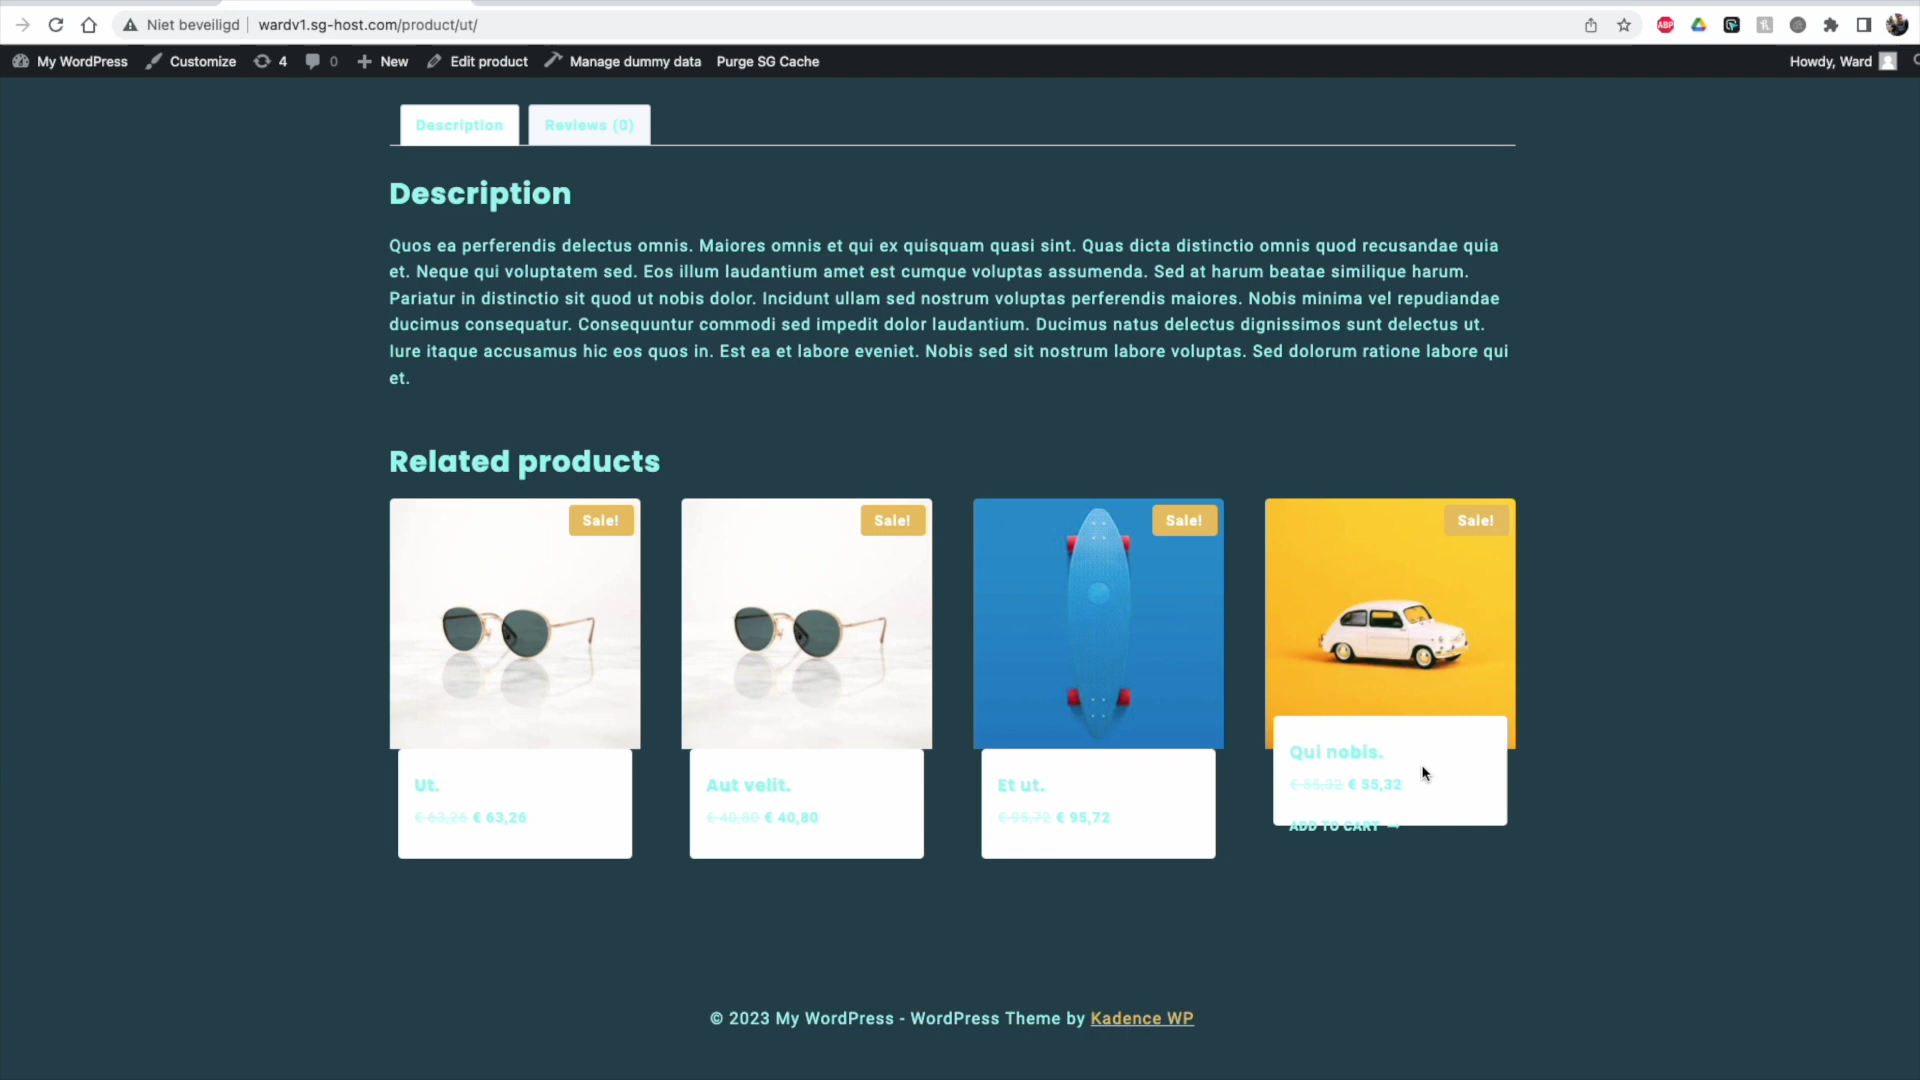 Niet beveiligd wardv1.sg-host.com/product/ut/
ABP
My WordPress Customize 4 0 New Edit product Manage dummy data Purge SG Cache Howdy, Ward
Description Reviews (0)
Description
Quos ea perferendis delectus omnis. Maiores omnis et qui ex quisquam quasi sint. Quas dicta distinctio omnis quod recusandae quia
et. Neque qui voluptatem sed. Eos illum laudantium amet est cumque voluptas assumenda. Sed at harum beatae similique harum.
Pariatur in distinctio sit quod ut nobis dolor. Incidunt ullam sed nostrum voluptas perferendis maiores. Nobis minima vel repudiandae
ducimus consequatur. Consequuntur commodi sed impedit dolor laudantium. Ducimus natus delectus dignissimos sunt delectus ut.
Iure itaque accusamus hic eos quos in. Est ea et labore eveniet. Nobis sed sit nostrum labore voluptas. Sed dolorum ratione labore qui
et.
Related products
Sale!
Ut.
€ 63,26 € 63,26
Sale!
Aut velit.
€ 40,80 € 40,80
Sale!
Et ut.
€ 95,72 € 95,72
Sale!
Qui nobis.
€ 55,32 € 55,32
ADD TO CART →
© 2023 My WordPress - WordPress Theme by Kadence WP